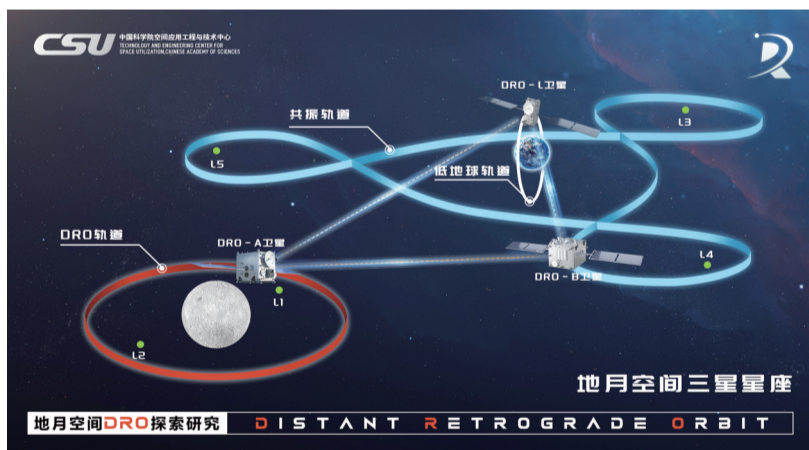 CSU 中国科学院空间应用工程与技术中心
TECHNOLOGY AND ENGINEERING CENTER FOR
SPACE UTILIZATION,CHINESE ACADEMY OF SCIENCES
DRO-L卫星
共振轨道
L3
L5
低地球轨道
DRO轨道
DRO-A卫星
L4
DRO-B卫星
L1
L2
地月空间三星星座
地月空间DRO探索研究
DISTANT RETROGRADE ORBIT